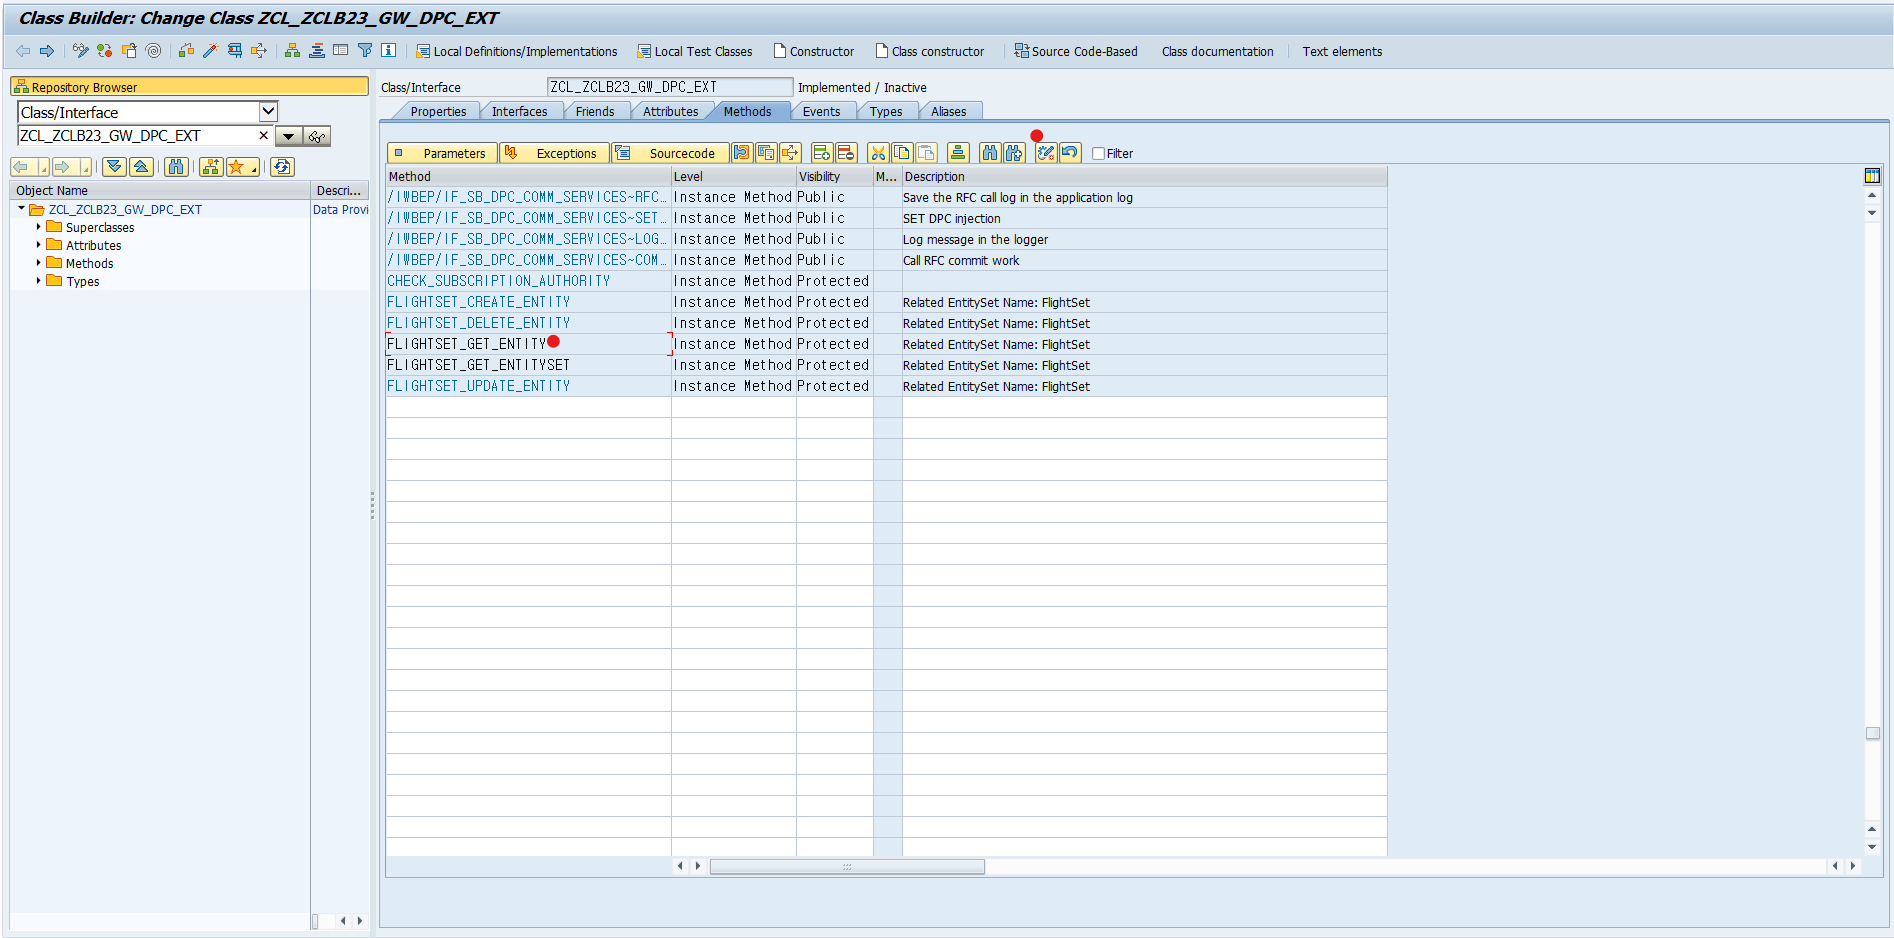 Class Builder: Change Class ZCL_ZCLB23_GW_DPC_EXT
Local Definitions/Implementations Local Test Classes Constructor Class constructor Source Code-Based Class documentation Text elements
Repository Browser
Class/Interface
ZCL_ZCLB23_GW_DPC_EXT
Object Name Descri...
ZCL_ZCLB23_GW_DPC_EXT Data Provi
Superclasses
Attributes
Methods
Types
Class/Interface ZCL_ZCLB23_GW_DPC_EXT Implemented / Inactive
Properties Interfaces Friends Attributes Methods Events Types Aliases
Parameters Exceptions Sourcecode Filter
Method Level Visibility M... Description
/IWBEP/IF_SB_DPC_COMM_SERVICES~RFC... Instance Method Public Save the RFC call log in the application log
/IWBEP/IF_SB_DPC_COMM_SERVICES~SET... Instance Method Public SET DPC injection
/IWBEP/IF_SB_DPC_COMM_SERVICES~LOG... Instance Method Public Log message in the logger
/IWBEP/IF_SB_DPC_COMM_SERVICES~COM... Instance Method Public Call RFC commit work
CHECK_SUBSCRIPTION_AUTHORITY Instance Method Protected
FLIGHTSET_CREATE_ENTITY Instance Method Protected Related EntitySet Name: FlightSet
FLIGHTSET_DELETE_ENTITY Instance Method Protected Related EntitySet Name: FlightSet
FLIGHTSET_GET_ENTITY Instance Method Protected Related EntitySet Name: FlightSet
FLIGHTSET_GET_ENTITYSET Instance Method Protected Related EntitySet Name: FlightSet
FLIGHTSET_UPDATE_ENTITY Instance Method Protected Related EntitySet Name: FlightSet